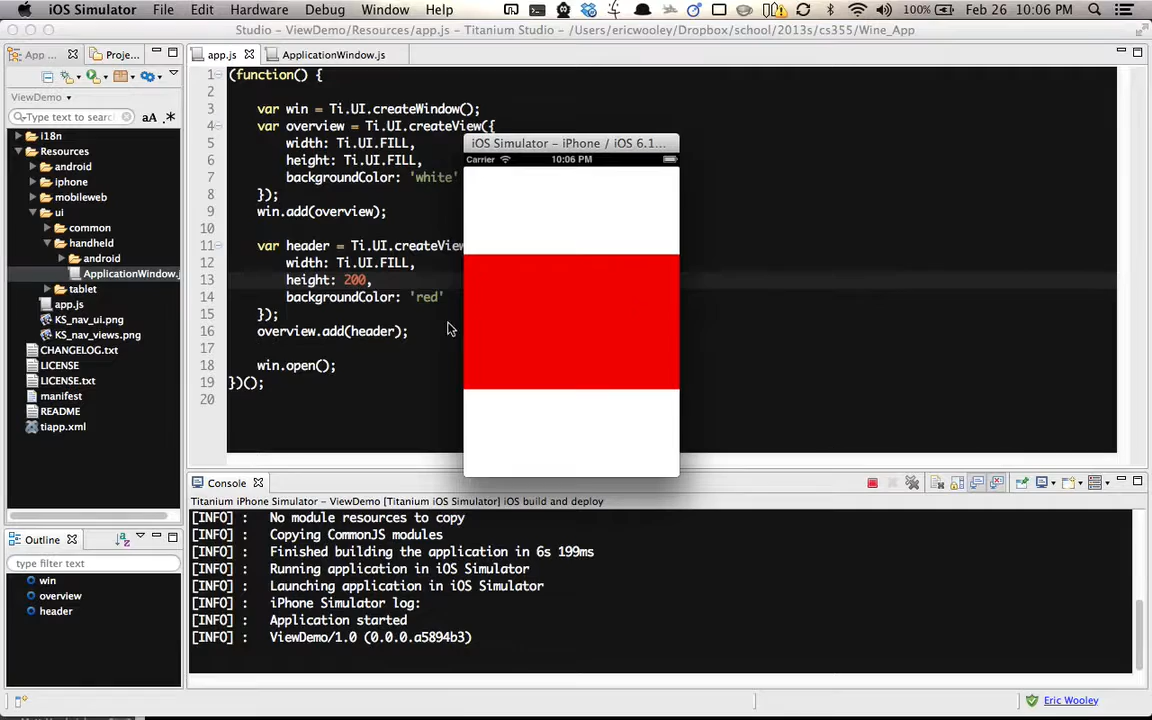 iOS Simulator File Edit Hardware Debug Window Help 100% Feb 26 10:06 PM
Studio - ViewDemo/Resources/app.js - Titanium Studio - /Users/ericwooley/Dropbox/school/2013s/cs355/Wine_App
App ... Proje... app.js ApplicationWindow.js
ViewDemo
Type text to searc aA .*
i18n
Resources
android
iphone
mobileweb
ui
common
handheld
android
ApplicationWindow.j
tablet
app.js
KS_nav_ui.png
KS_nav_views.png
CHANGELOG.txt
LICENSE
LICENSE.txt
manifest
README
tiapp.xml
1 (function() {
2
3 var win = Ti.UI.createWindow();
4 var overview = Ti.UI.createView({
5 width: Ti.UI.FILL,
6 height: Ti.UI.FILL,
7 backgroundColor: 'white'
8 });
9 win.add(overview);
10
11 var header = Ti.UI.createView
12 width: Ti.UI.FILL,
13 height: 200,
14 backgroundColor: 'red'
15 });
16 overview.add(header);
17
18 win.open();
19 })();
20
iOS Simulator - iPhone / iOS 6.1...
Carrier 10:06 PM
Console
Titanium iPhone Simulator - ViewDemo [Titanium iOS Simulator] iOS build and deploy
[INFO] : No module resources to copy
[INFO] : Copying CommonJS modules
[INFO] : Finished building the application in 6s 199ms
[INFO] : Running application in iOS Simulator
[INFO] : Launching application in iOS Simulator
[INFO] : iPhone Simulator log:
[INFO] : Application started
[INFO] : ViewDemo/1.0 (0.0.0.a5894b3)
Outline
type filter text
win
overview
header
Eric Wooley